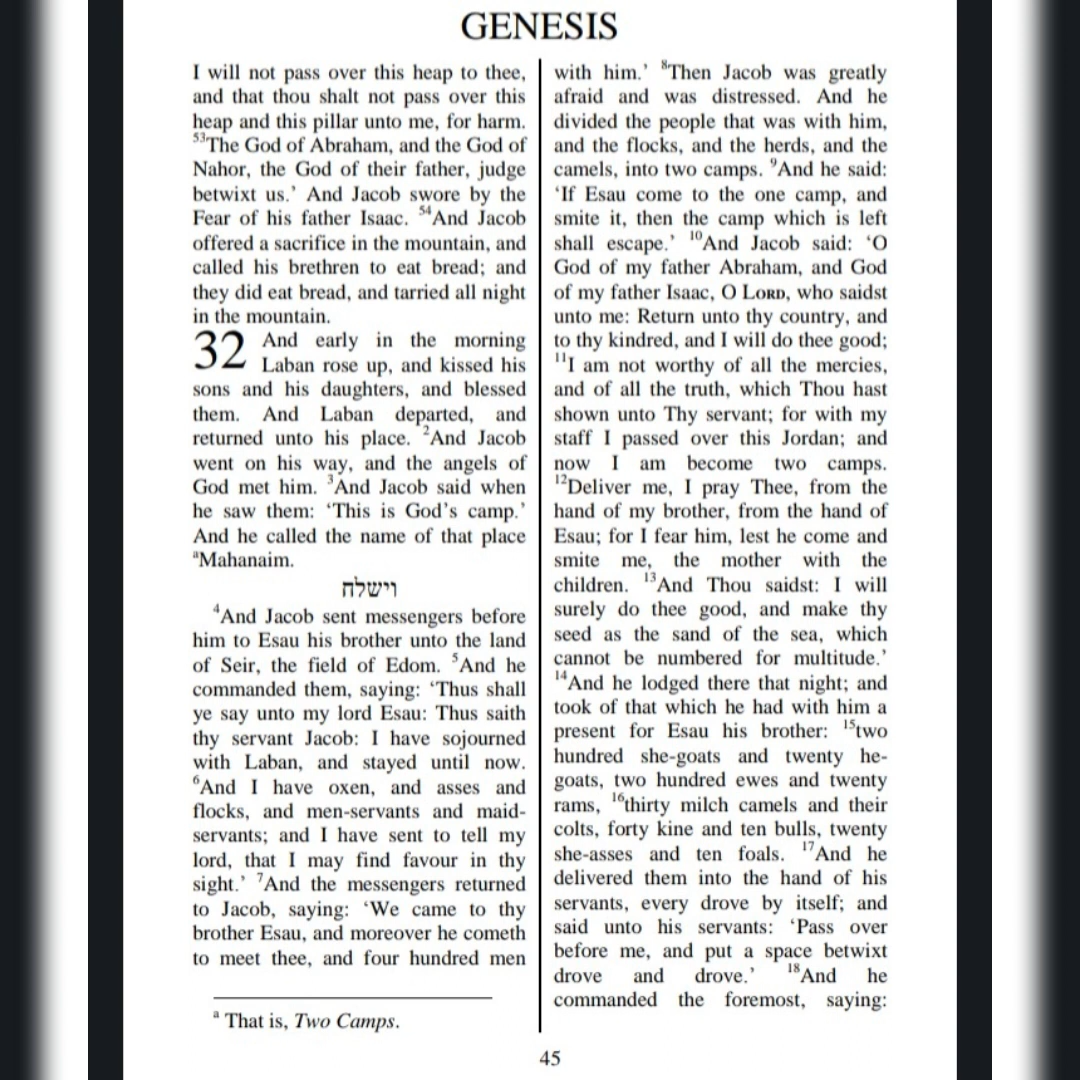 GENESIS
I will not pass over this heap to thee,
and that thou shalt not pass over this
heap and this pillar unto me, for harm.
53The God of Abraham, and the God of
Nahor, the God of their father, judge
betwixt us.’ And Jacob swore by the
Fear of his father Isaac. 54And Jacob
offered a sacrifice in the mountain, and
called his brethren to eat bread; and
they did eat bread, and tarried all night
in the mountain.
32 And early in the morning
Laban rose up, and kissed his
sons and his daughters, and blessed
them. And Laban departed, and
returned unto his place. 2And Jacob
went on his way, and the angels of
God met him. 3And Jacob said when
he saw them: ‘This is God’s camp.’
And he called the name of that place
aMahanaim.
וישלח
4And Jacob sent messengers before
him to Esau his brother unto the land
of Seir, the field of Edom. 5And he
commanded them, saying: ‘Thus shall
ye say unto my lord Esau: Thus saith
thy servant Jacob: I have sojourned
with Laban, and stayed until now.
6And I have oxen, and asses and
flocks, and men-servants and maid-
servants; and I have sent to tell my
lord, that I may find favour in thy
sight.’ 7And the messengers returned
to Jacob, saying: ‘We came to thy
brother Esau, and moreover he cometh
to meet thee, and four hundred men
a That is, Two Camps.
with him.’ 8Then Jacob was greatly
afraid and was distressed. And he
divided the people that was with him,
and the flocks, and the herds, and the
camels, into two camps. 9And he said:
‘If Esau come to the one camp, and
smite it, then the camp which is left
shall escape.’ 10And Jacob said: ‘O
God of my father Abraham, and God
of my father Isaac, O LORD, who saidst
unto me: Return unto thy country, and
to thy kindred, and I will do thee good;
11I am not worthy of all the mercies,
and of all the truth, which Thou hast
shown unto Thy servant; for with my
staff I passed over this Jordan; and
now I am become two camps.
12Deliver me, I pray Thee, from the
hand of my brother, from the hand of
Esau; for I fear him, lest he come and
smite me, the mother with the
children. 13And Thou saidst: I will
surely do thee good, and make thy
seed as the sand of the sea, which
cannot be numbered for multitude.’
14And he lodged there that night; and
took of that which he had with him a
present for Esau his brother: 15two
hundred she-goats and twenty he-
goats, two hundred ewes and twenty
rams, 16thirty milch camels and their
colts, forty kine and ten bulls, twenty
she-asses and ten foals. 17And he
delivered them into the hand of his
servants, every drove by itself; and
said unto his servants: ‘Pass over
before me, and put a space betwixt
drove and drove.’ 18And he
commanded the foremost, saying:
45